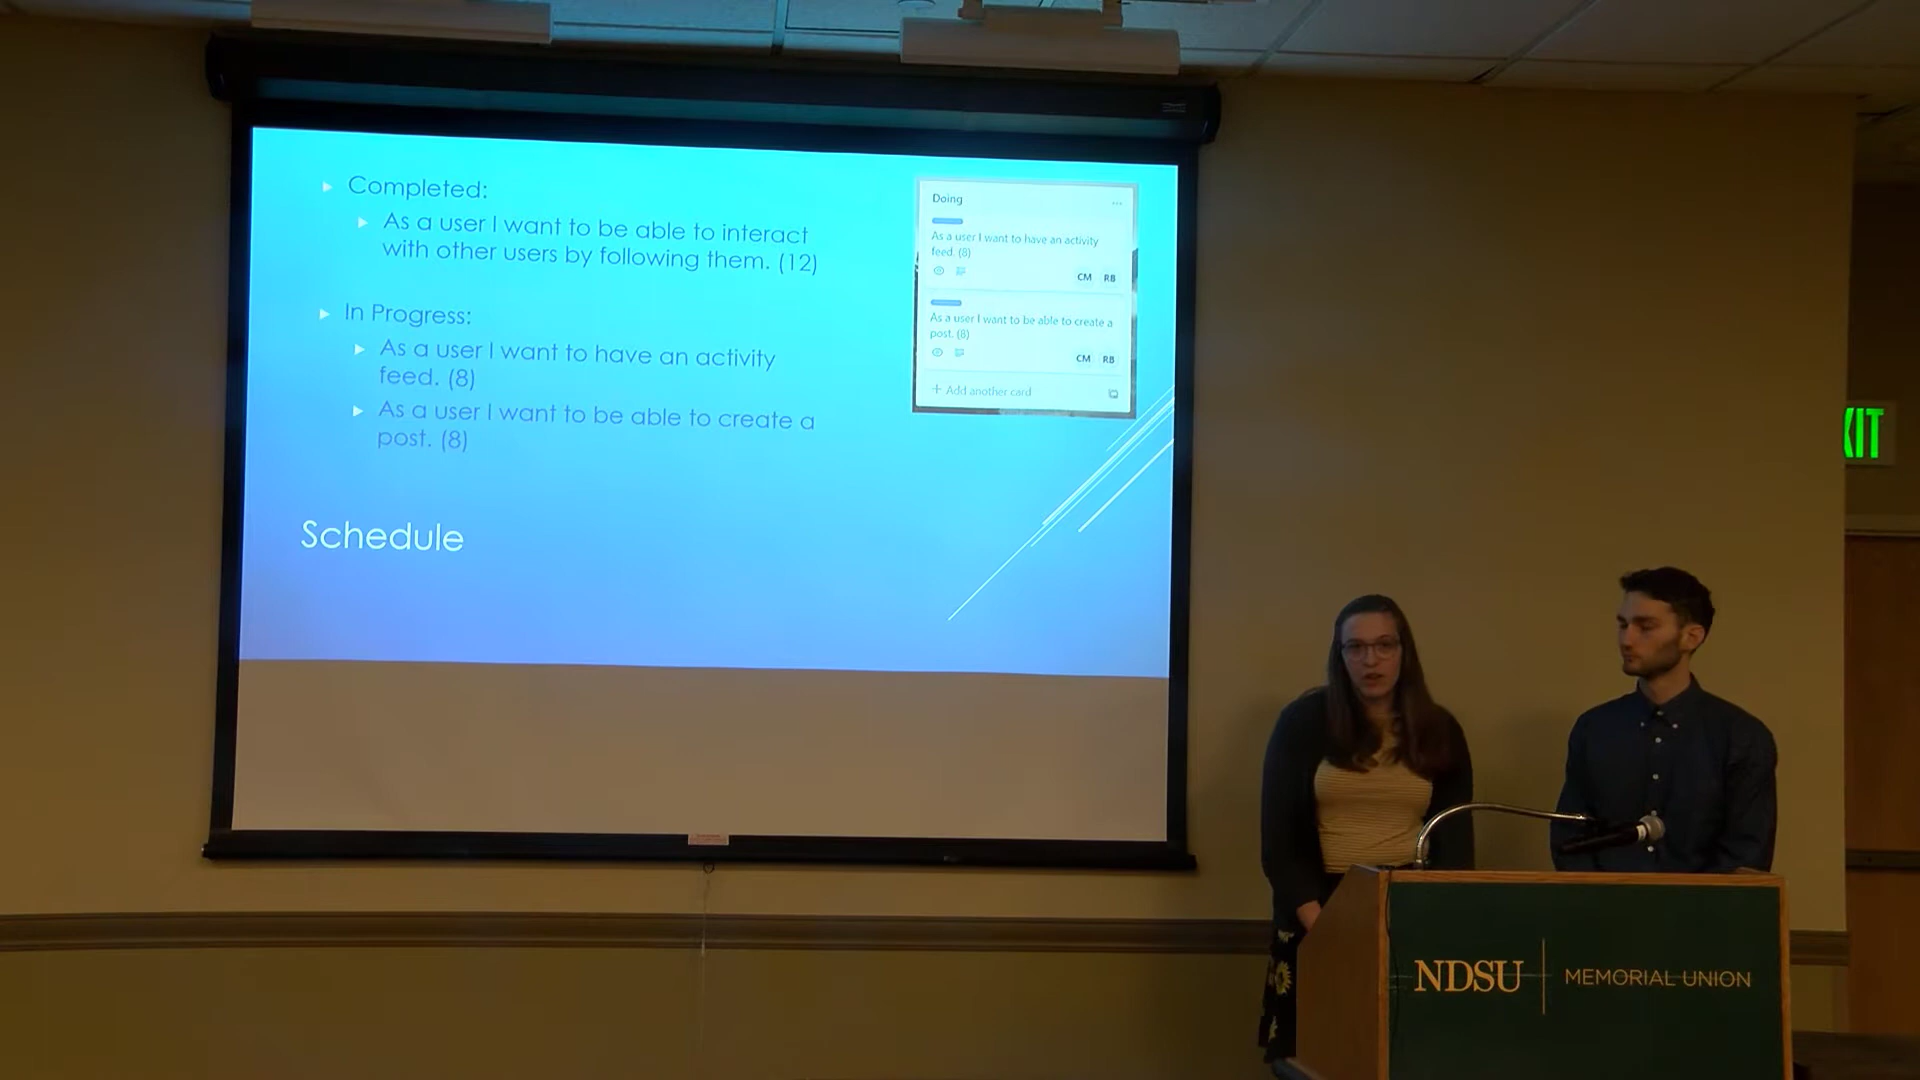 Completed:
As a user I want to be able to interact
with other users by following them. (12)
In Progress:
As a user I want to have an activity
feed. (8)
As a user I want to be able to create a
post. (8)
Schedule
Doing
...
As a user I want to have an activity
feed. (8)
CM RB
As a user I want to be able to create a
post. (8)
CM RB
+ Add another card
XIT
NDSU | MEMORIAL UNION